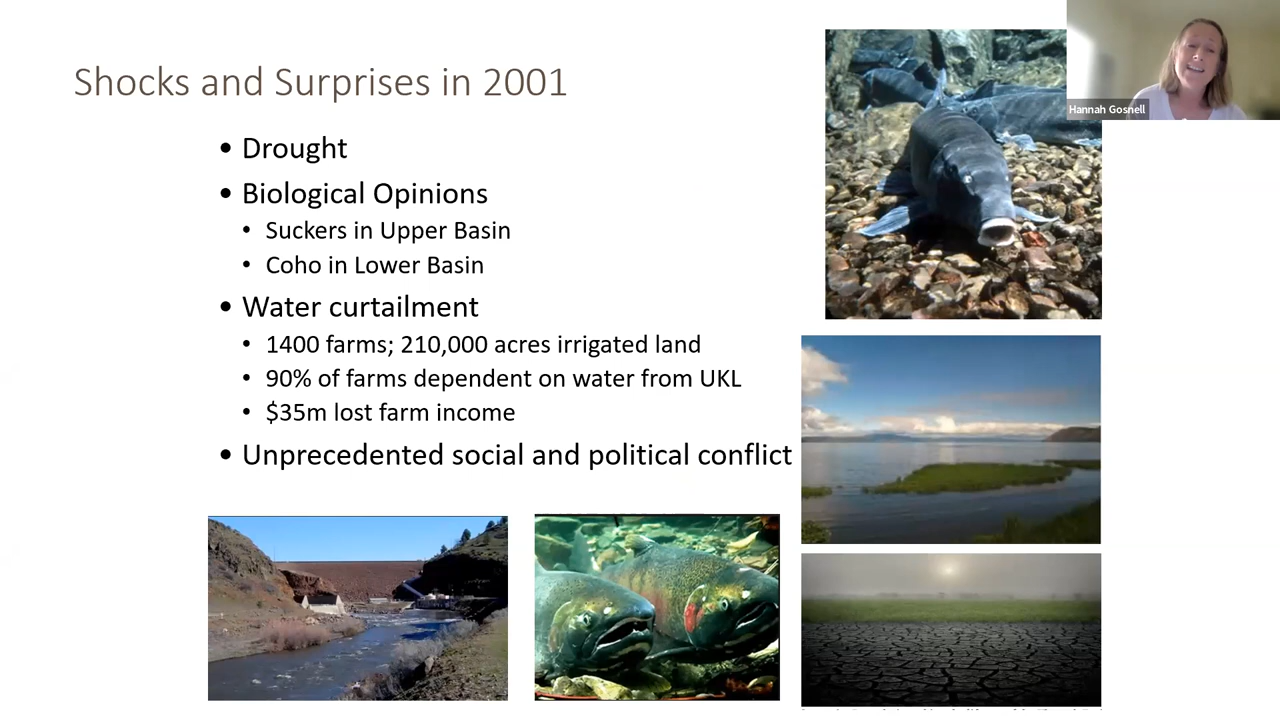 Shocks and Surprises in 2001
• Drought
• Biological Opinions
• Suckers in Upper Basin
• Coho in Lower Basin
• Water curtailment
• 1400 farms; 210,000 acres irrigated land
• 90% of farms dependent on water from UKL
• $35m lost farm income
• Unprecedented social and political conflict
Hannah Gosnell